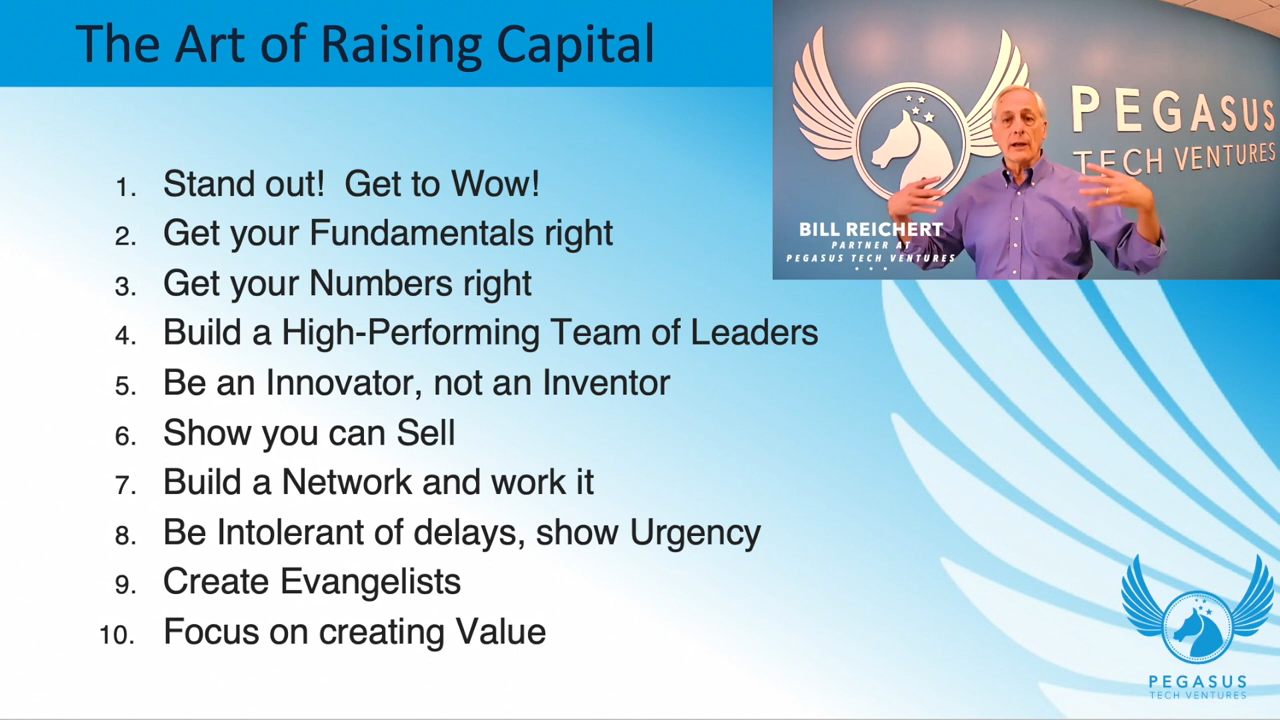 The Art of Raising Capital
1. Stand out!  Get to Wow!
2. Get your Fundamentals right
3. Get your Numbers right
4. Build a High-Performing Team of Leaders
5. Be an Innovator, not an Inventor
6. Show you can Sell
7. Build a Network and work it
8. Be Intolerant of delays, show Urgency
9. Create Evangelists
10. Focus on creating Value
PEGASUS
TECH VENTURES
BILL REICHERT
PARTNER AT
PEGASUS TECH VENTURES
PEGASUS
TECH VENTURES